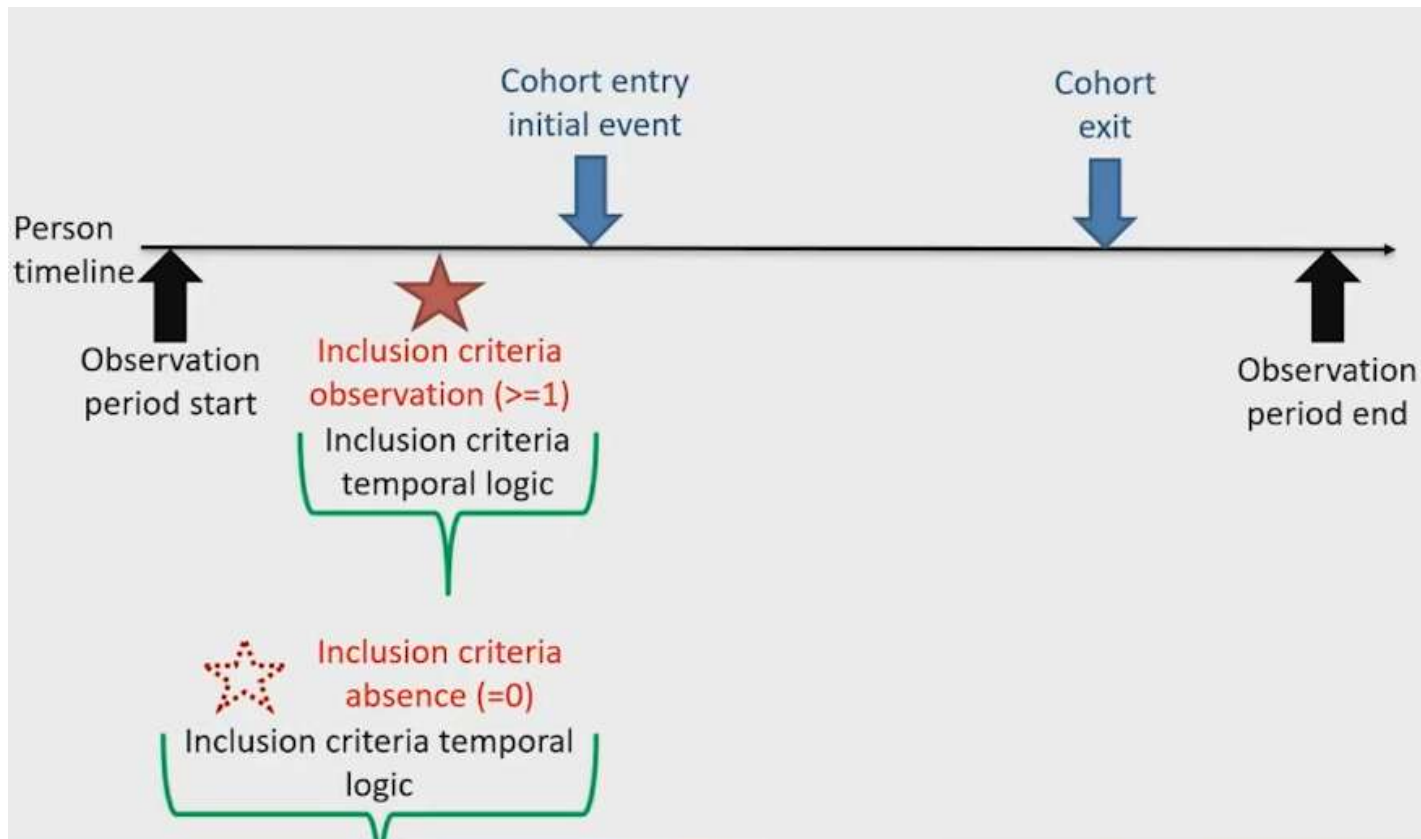 Cohort entry
initial event
Cohort
exit
Person
timeline
Observation
period start
Inclusion criteria
observation (>=1)
Inclusion criteria
temporal logic
Observation
period end
Inclusion criteria
absence (=0)
Inclusion criteria temporal
logic